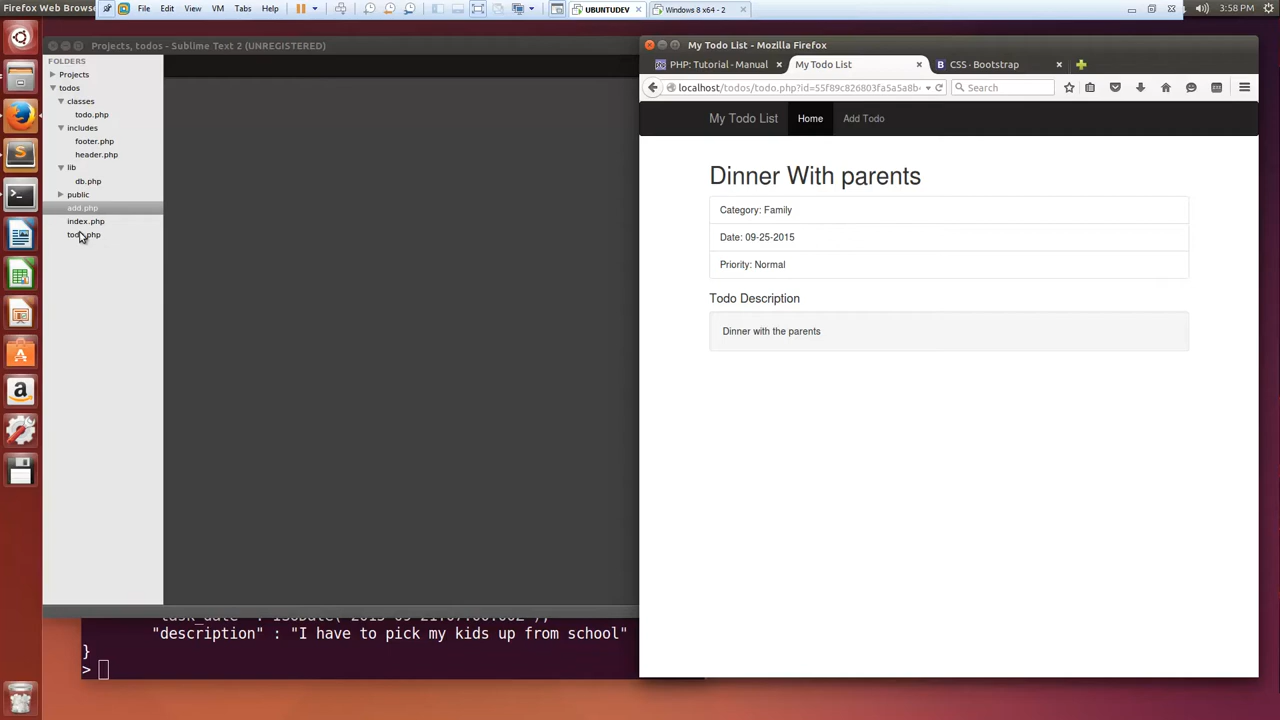 Firefox Web Brows
File Edit View VM Tabs Help
UBUNTUDEV
Windows 8 x64 - 2
3:58 PM
Projects, todos - Sublime Text 2 (UNREGISTERED)
FOLDERS
Projects
todos
classes
todo.php
includes
footer.php
header.php
lib
db.php
public
add.php
index.php
todo.php
My Todo List - Mozilla Firefox
PHP: Tutorial - Manual
My Todo List
CSS · Bootstrap
localhost/todos/todo.php?id=55f89c826803fa5a5a8b4
Search
My Todo List Home Add Todo
Dinner With parents
Category: Family
Date: 09-25-2015
Priority: Normal
Todo Description
Dinner with the parents
"description" : "I have to pick my kids up from school"
}
>